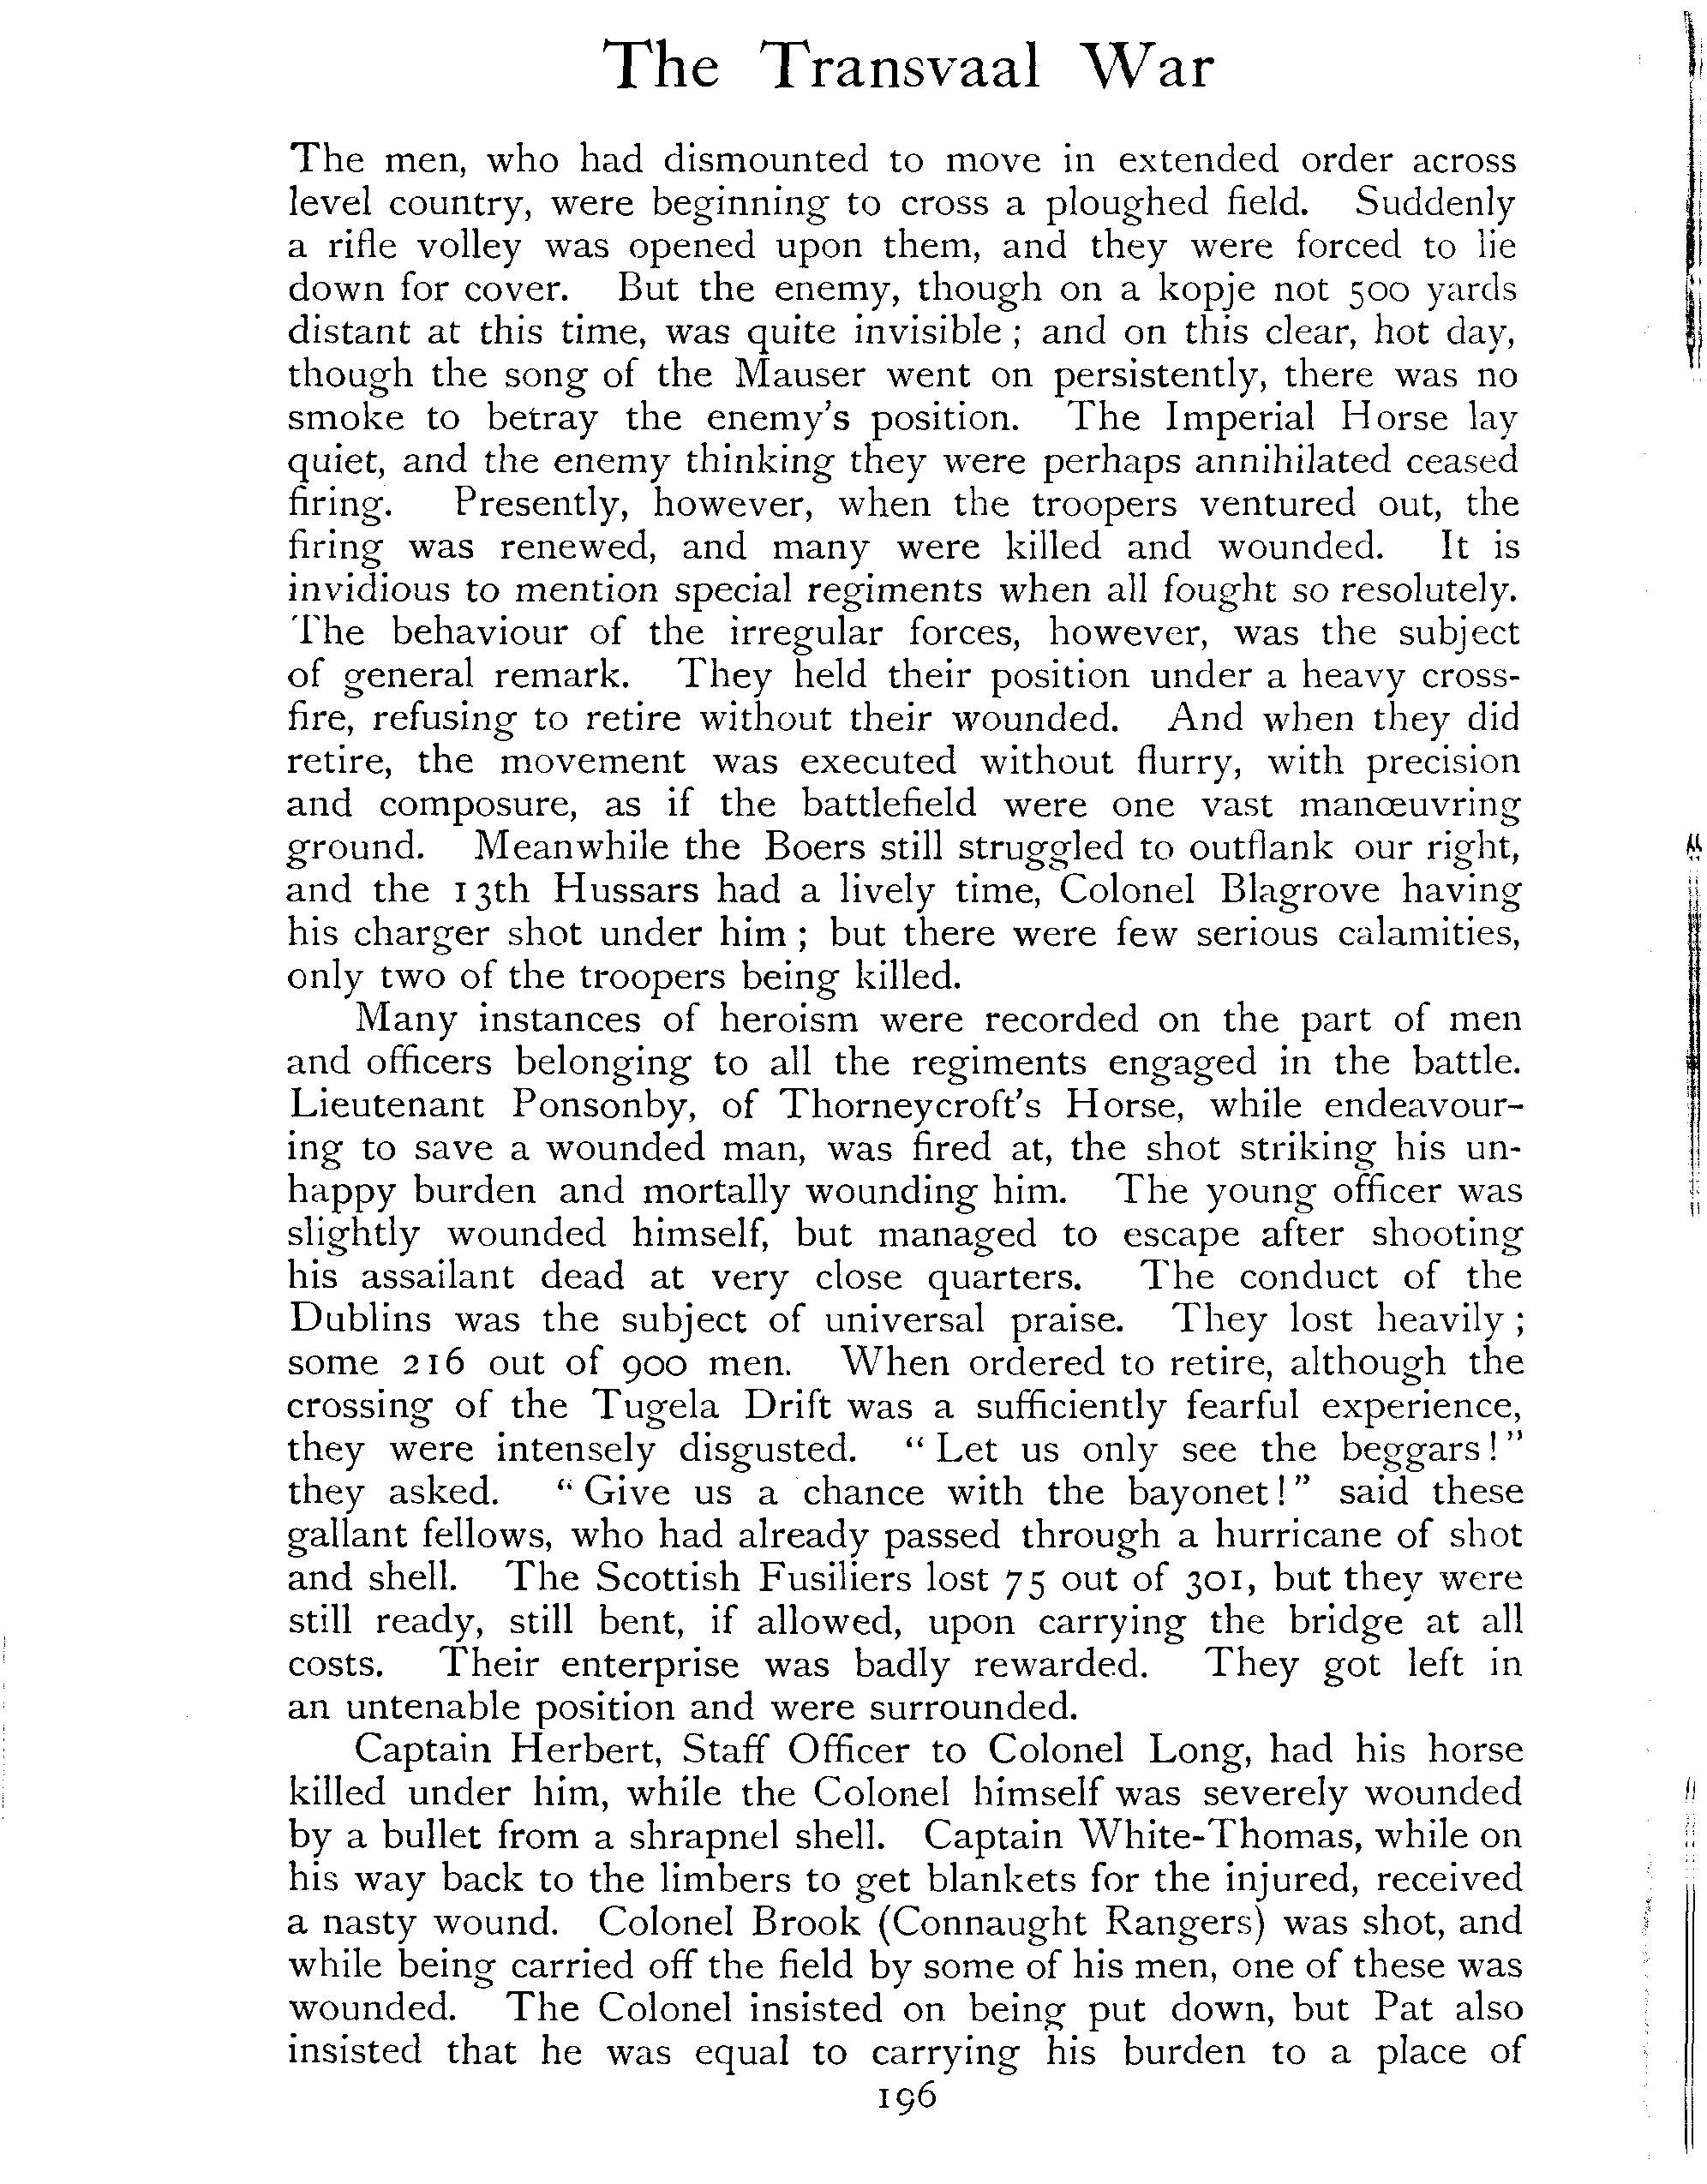 The Transvaal War
The men, who had dismounted to move in extended order across
level country, were beginning to cross a ploughed field. Suddenly
a rifle volley was opened upon them, and they were forced to lie
down for cover. But the enemy, though on a kopje not 500 yards
distant at this time, was quite invisible ; and on this clear, hot day,
though the song of the Mauser went on persistently, there was no
smoke to betray the enemy's position. The Imperial Horse lay
quiet, and the enemy thinking they were perhaps annihilated ceased
firing. Presently, however, when the troopers ventured out, the
firing was renewed, and many were killed and wounded. It is
invidious to mention special regiments when all fought so resolutely.
The behaviour of the irregular forces, however, was the subject
of general remark. They held their position under a heavy cross-
fire, refusing to retire without their wounded. And when they did
retire, the movement was executed without flurry, with precision
and composure, as if the battlefield were one vast manœuvring
ground. Meanwhile the Boers still struggled to outflank our right,
and the 13th Hussars had a lively time, Colonel Blagrove having
his charger shot under him ; but there were few serious calamities,
only two of the troopers being killed.
Many instances of heroism were recorded on the part of men
and officers belonging to all the regiments engaged in the battle.
Lieutenant Ponsonby, of Thorneycroft's Horse, while endeavour-
ing to save a wounded man, was fired at, the shot striking his un-
happy burden and mortally wounding him. The young officer was
slightly wounded himself, but managed to escape after shooting
his assailant dead at very close quarters. The conduct of the
Dublins was the subject of universal praise. They lost heavily ;
some 216 out of 900 men. When ordered to retire, although the
crossing of the Tugela Drift was a sufficiently fearful experience,
they were intensely disgusted. “ Let us only see the beggars ! ”
they asked. “ Give us a chance with the bayonet ! ” said these
gallant fellows, who had already passed through a hurricane of shot
and shell. The Scottish Fusiliers lost 75 out of 301, but they were
still ready, still bent, if allowed, upon carrying the bridge at all
costs. Their enterprise was badly rewarded. They got left in
an untenable position and were surrounded.
Captain Herbert, Staff Officer to Colonel Long, had his horse
killed under him, while the Colonel himself was severely wounded
by a bullet from a shrapnel shell. Captain White-Thomas, while on
his way back to the limbers to get blankets for the injured, received
a nasty wound. Colonel Brook (Connaught Rangers) was shot, and
while being carried off the field by some of his men, one of these was
wounded. The Colonel insisted on being put down, but Pat also
insisted that he was equal to carrying his burden to a place of
196